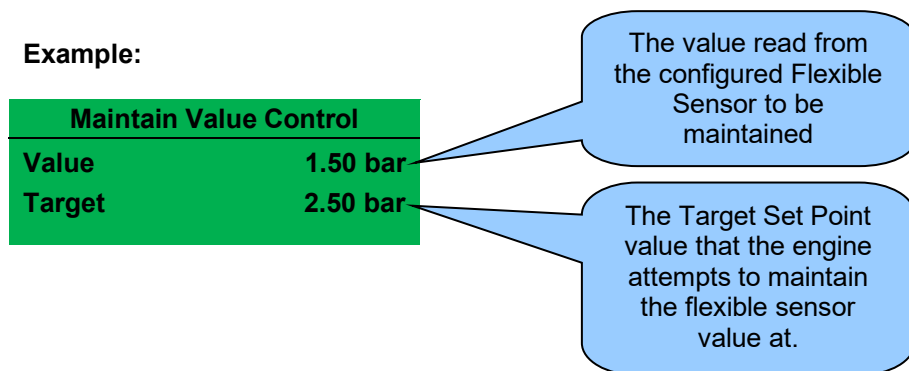 Example:
Maintain Value Control
Value 1.50 bar
Target 2.50 bar
The value read from
the configured Flexible
Sensor to be
maintained
The Target Set Point
value that the engine
attempts to maintain
the flexible sensor
value at.